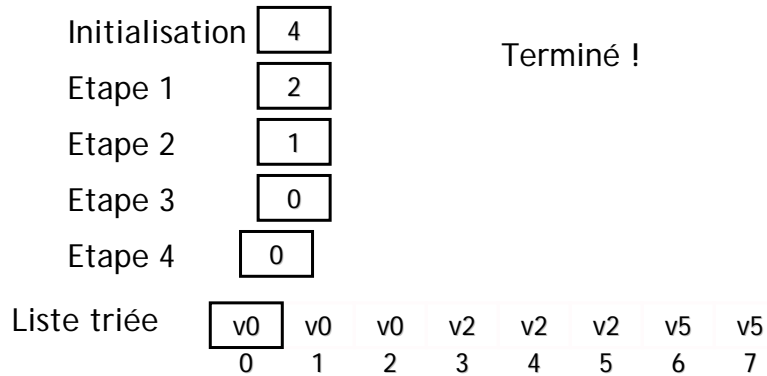 Initialisation 4
Terminé !
Etape 1 2
Etape 2 1
Etape 3 0
Etape 4 0
Liste triée v0 v0 v0 v2 v2 v2 v5 v5
0 1 2 3 4 5 6 7